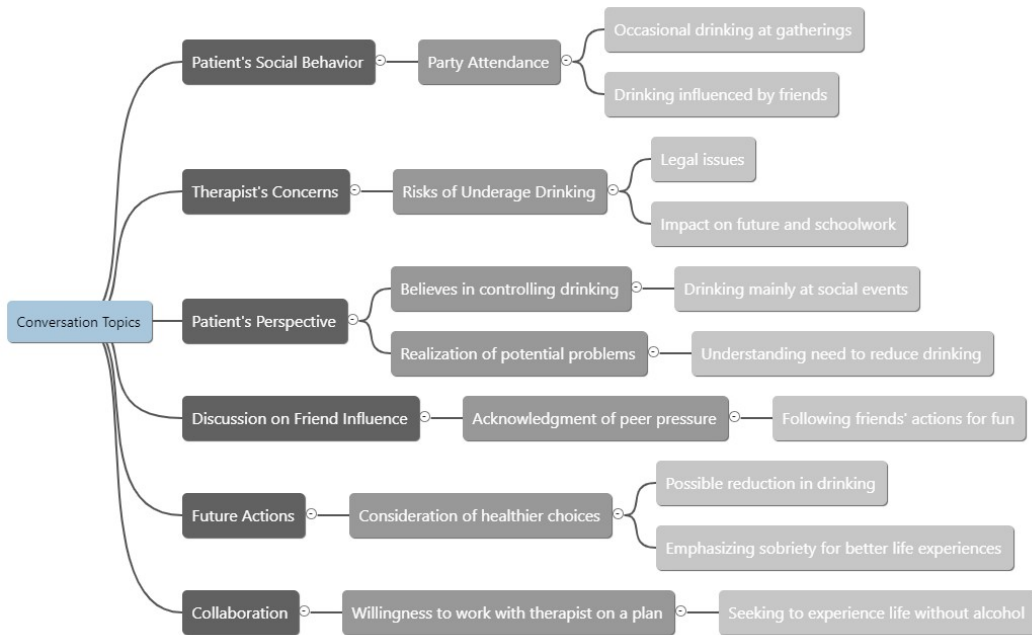 Conversation Topics
Patient's Social Behavior
Party Attendance
Occasional drinking at gatherings
Drinking influenced by friends
Therapist's Concerns
Risks of Underage Drinking
Legal issues
Impact on future and schoolwork
Patient's Perspective
Believes in controlling drinking
Drinking mainly at social events
Realization of potential problems
Understanding need to reduce drinking
Discussion on Friend Influence
Acknowledgment of peer pressure
Following friends' actions for fun
Future Actions
Consideration of healthier choices
Possible reduction in drinking
Emphasizing sobriety for better life experiences
Collaboration
Willingness to work with therapist on a plan
Seeking to experience life without alcohol